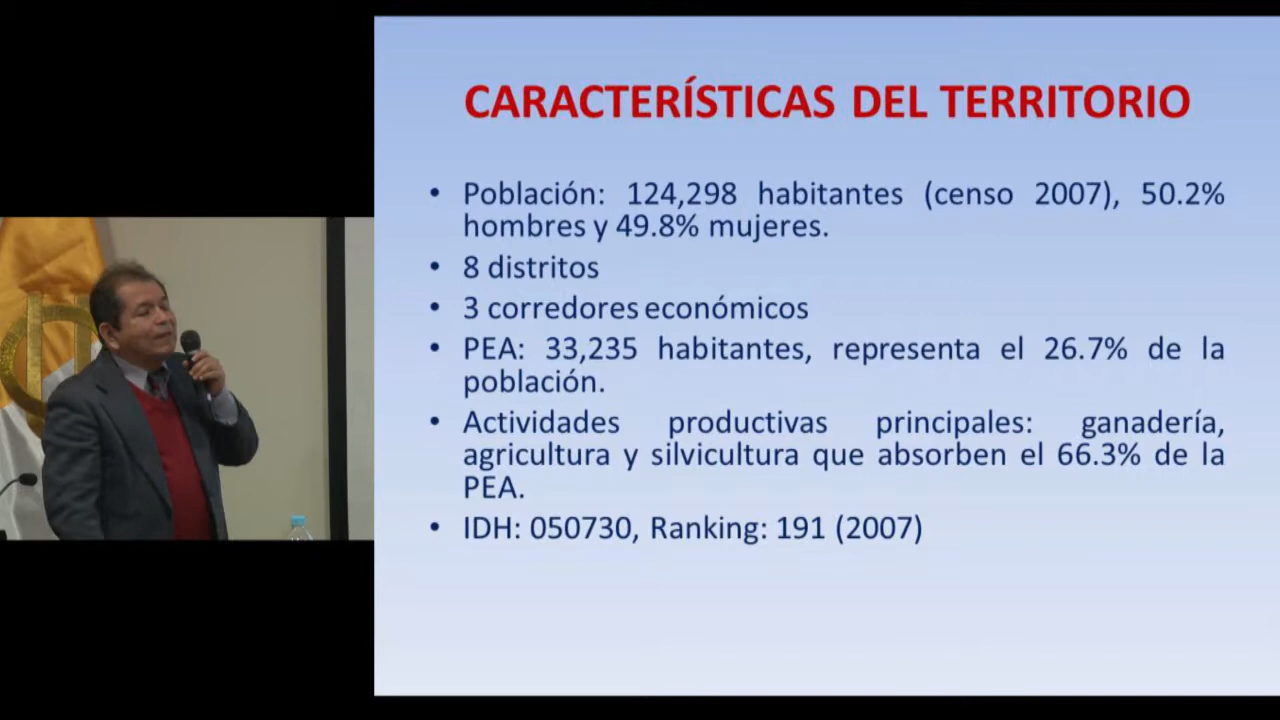 CARACTERÍSTICAS DEL TERRITORIO
• Población: 124,298 habitantes (censo 2007), 50.2%
hombres y 49.8% mujeres.
• 8 distritos
• 3 corredores económicos
• PEA: 33,235 habitantes, representa el 26.7% de la
población.
• Actividades productivas principales: ganadería,
agricultura y silvicultura que absorben el 66.3% de la
PEA.
• IDH: 050730, Ranking: 191 (2007)